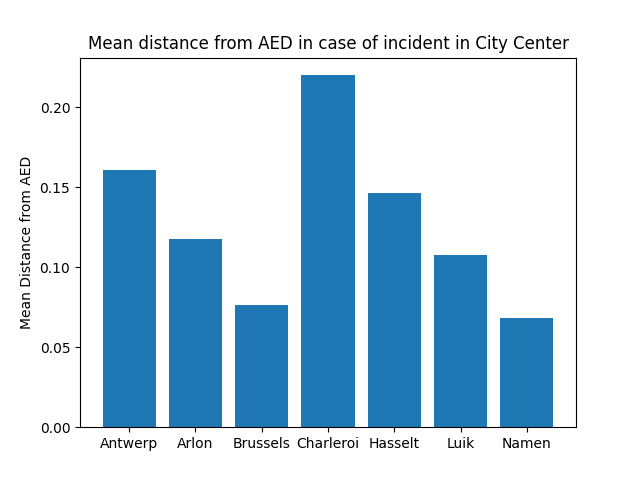 Mean distance from AED in case of incident in City Center
Mean Distance from AED
0.20
0.15
0.10
0.05
0.00
Antwerp Arlon Brussels Charleroi Hasselt Luik Namen